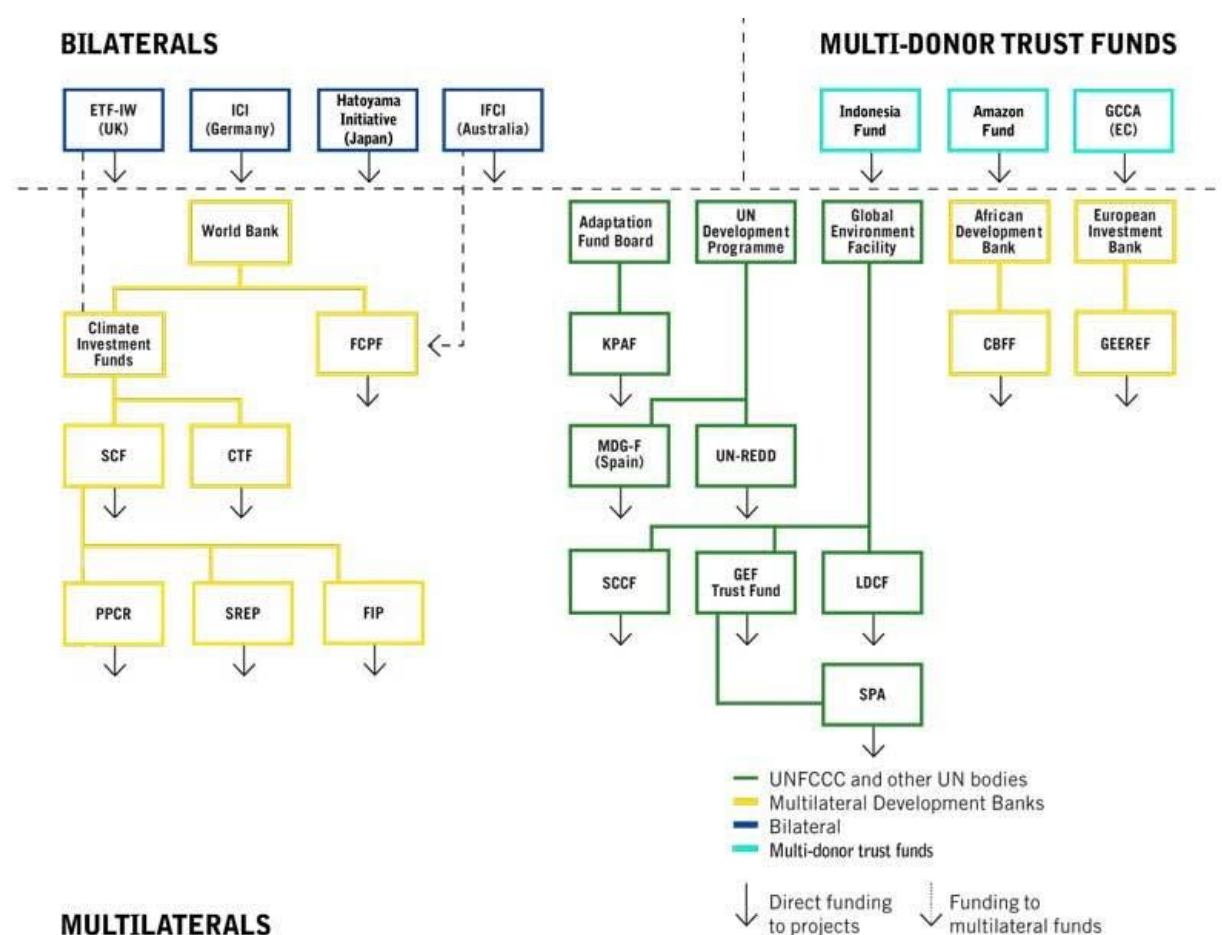 BILATERALS
MULTI-DONOR TRUST FUNDS
ETF-IW
(UK)
ICI
(Germany)
Hatoyama
Initiative
(Japan)
IFCI
(Australia)
Indonesia
Fund
Amazon
Fund
GCCA
(EC)
World Bank
Adaptation
Fund Board
UN
Development
Programme
Global
Environment
Facility
African
Development
Bank
European
Investment
Bank
Climate
Investment
Funds
FCPF
KPAF
CBFF
GEEREF
SCF
CTF
MDG-F
(Spain)
UN-REDD
PPCR
SREP
FIP
SCCF
GEF
Trust Fund
LDCF
SPA
UNFCCC and other UN bodies
Multilateral Development Banks
Bilateral
Multi-donor trust funds
Direct funding
to projects
Funding to
multilateral funds
MULTILATERALS